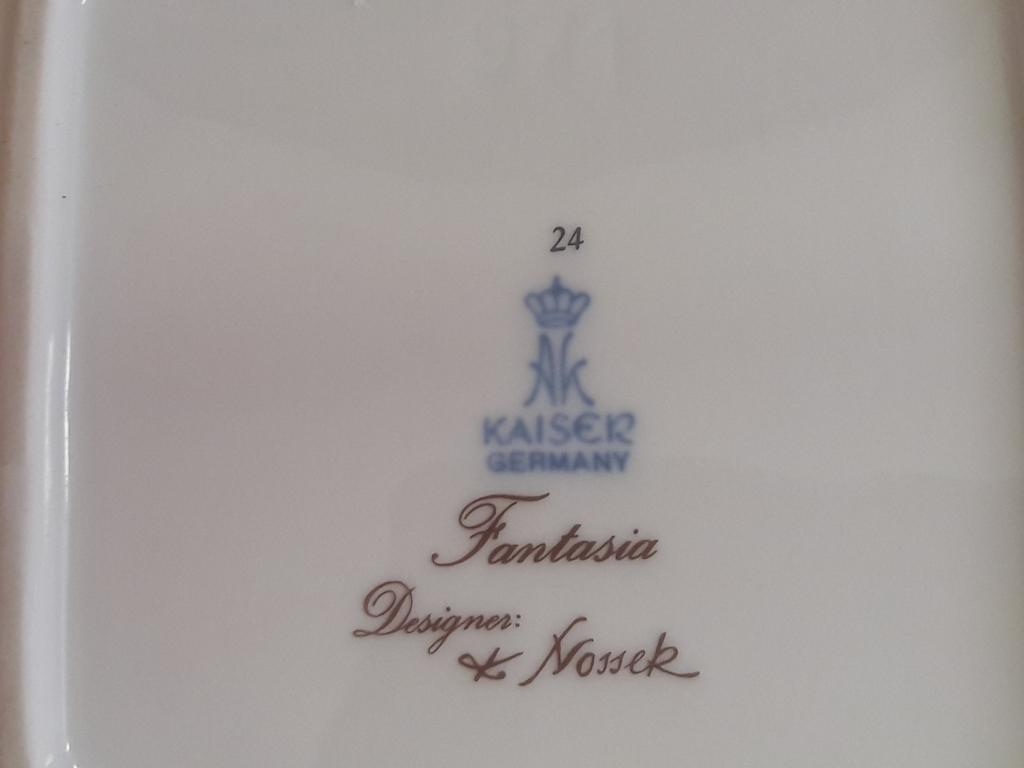 24
AK
KAISER
GERMANY
Fantasia
Designer:
K Nossek